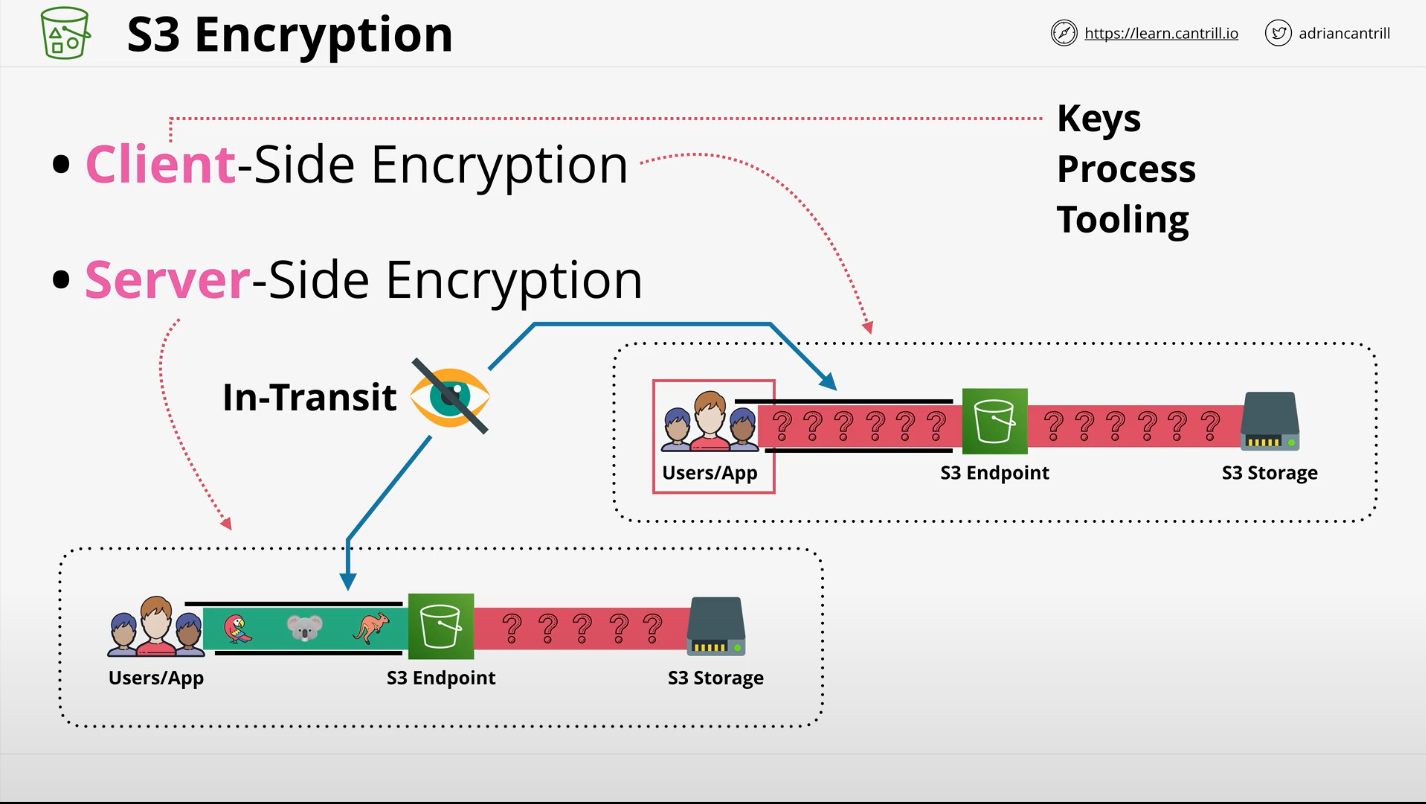 S3 Encryption
https://learn.cantrill.io
adriancantrill
Keys
• Client-Side Encryption
Process
Tooling
• Server-Side Encryption
In-Transit
? ? ? ? ? ?
? ? ? ? ? ?
Users/App
S3 Endpoint
S3 Storage
? ? ? ? ?
Users/App
S3 Endpoint
S3 Storage